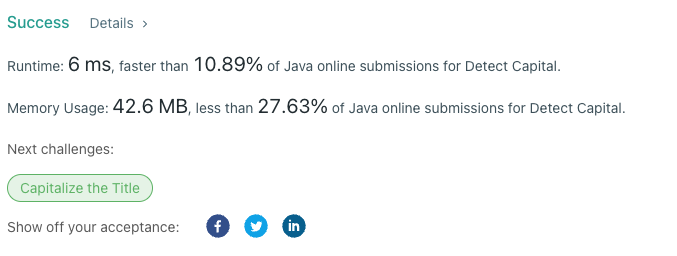 Success Details >
Runtime: 6 ms, faster than 10.89% of Java online submissions for Detect Capital.
Memory Usage: 42.6 MB, less than 27.63% of Java online submissions for Detect Capital.
Next challenges:
Capitalize the Title
Show off your acceptance: f in